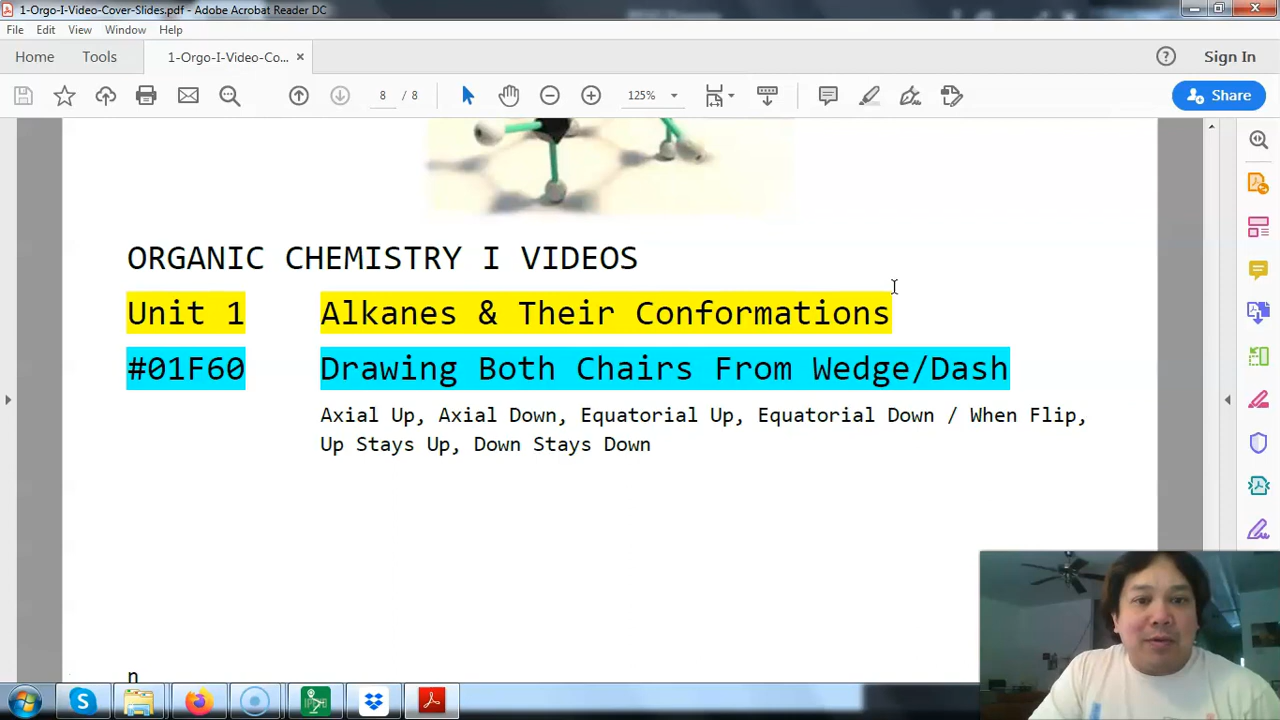 1-Orgo-I-Video-Cover-Slides.pdf - Adobe Acrobat Reader DC
File Edit View Window Help
Home Tools 1-Orgo-I-Video-Co... × Sign In
8 / 8 125% Share
ORGANIC CHEMISTRY I VIDEOS
Unit 1 Alkanes & Their Conformations
#01F60 Drawing Both Chairs From Wedge/Dash
Axial Up, Axial Down, Equatorial Up, Equatorial Down / When Flip,
Up Stays Up, Down Stays Down
n